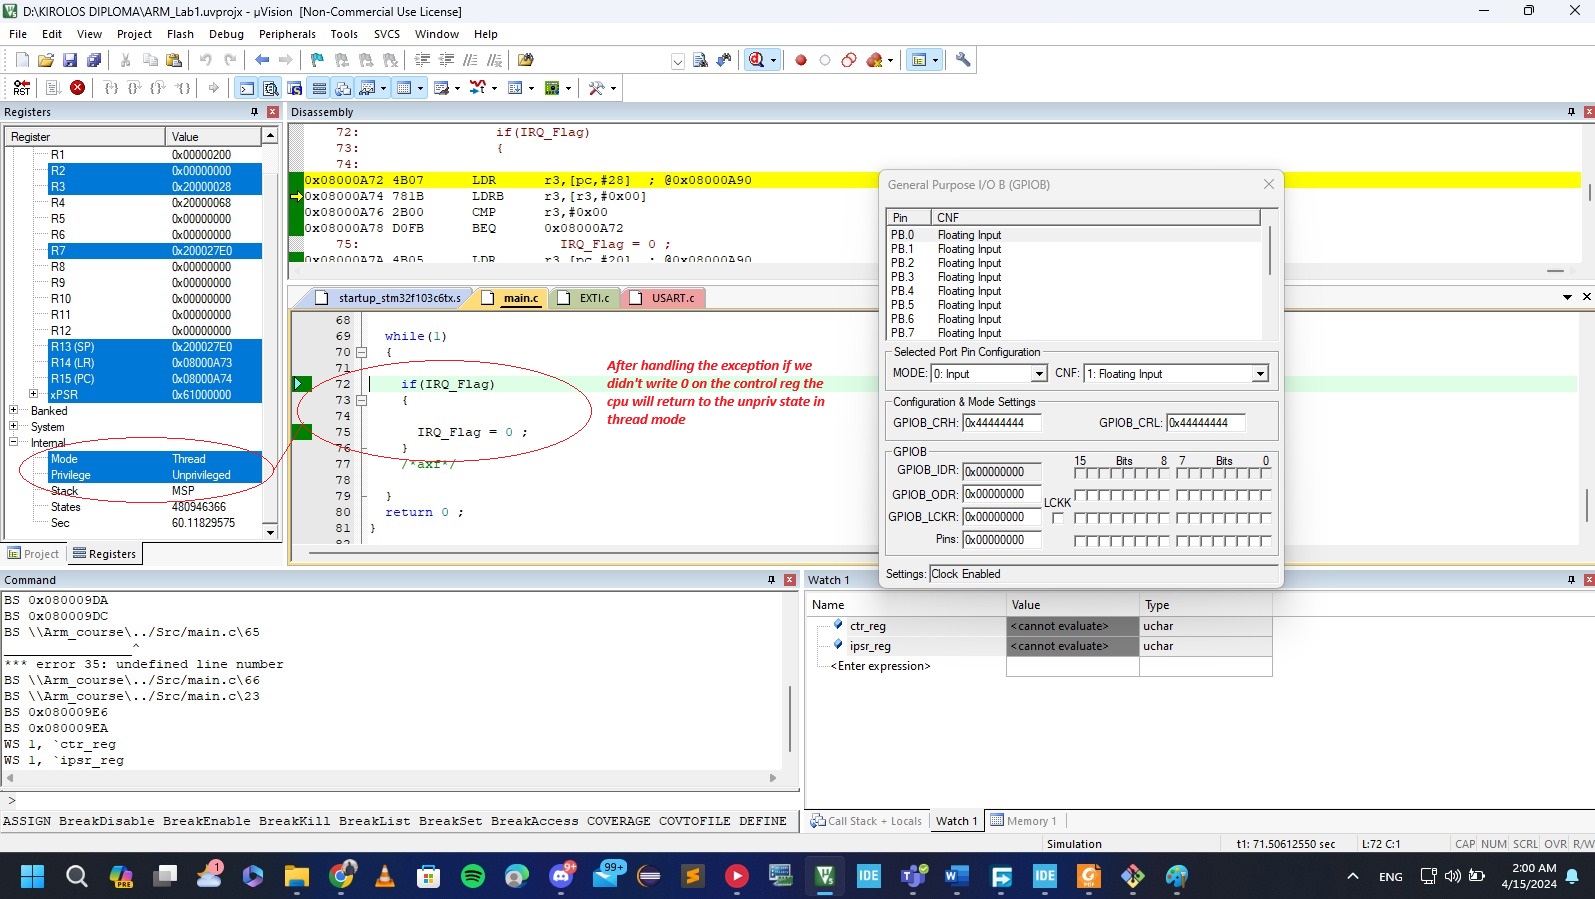 D:\KIROLOS DIPLOMA\ARM_Lab1.uvprojx - µVision  [Non-Commercial Use License]
File Edit View Project Flash Debug Peripherals Tools SVCS Window Help
RST
Registers
Register Value
R1 0x00000200
R2 0x00000000
R3 0x20000028
R4 0x20000068
R5 0x00000000
R6 0x00000000
R7 0x200027E0
R8 0x00000000
R9 0x00000000
R10 0x00000000
R11 0x00000000
R12 0x00000000
R13 (SP) 0x200027E0
R14 (LR) 0x08000A73
R15 (PC) 0x08000A74
xPSR 0x61000000
Banked
System
Internal
Mode Thread
Privilege Unprivileged
Stack MSP
States 480946366
Sec 60.11829575
Project Registers
Disassembly
72: if(IRQ_Flag)
73: {
74:
0x08000A72 4B07 LDR r3,[pc,#28] ; @0x08000A90
0x08000A74 781B LDRB r3,[r3,#0x00]
0x08000A76 2B00 CMP r3,#0x00
0x08000A78 D0FB BEQ 0x08000A72
75: IRQ_Flag = 0 ;
0x08000A7A 4B05 LDR r3,[pc,#20] ; @0x08000A90
startup_stm32f103c6tx.s main.c EXTI.c USART.c
68
69 while(1)
70 {
71
72 if(IRQ_Flag)
73 {
74
75 IRQ_Flag = 0 ;
76 }
77 /*axf*/
78
79 }
80 return 0 ;
81 }
82
After handling the exception if we
didn't write 0 on the control reg the
cpu will return to the unpriv state in
thread mode
General Purpose I/O B (GPIOB)
Pin CNF
PB.0 Floating Input
PB.1 Floating Input
PB.2 Floating Input
PB.3 Floating Input
PB.4 Floating Input
PB.5 Floating Input
PB.6 Floating Input
PB.7 Floating Input
Selected Port Pin Configuration
MODE: 0: Input CNF: 1: Floating Input
Configuration & Mode Settings
GPIOB_CRH: 0x44444444 GPIOB_CRL: 0x44444444
GPIOB
15 Bits 8 7 Bits 0
GPIOB_IDR: 0x00000000
GPIOB_ODR: 0x00000000
LCKK
GPIOB_LCKR: 0x00000000
Pins: 0x00000000
Settings: Clock Enabled
Command
BS 0x080009DA
BS 0x080009DC
BS \\Arm_course\../Src/main.c\65
_________________^
*** error 35: undefined line number
BS \\Arm_course\../Src/main.c\66
BS \\Arm_course\../Src/main.c\23
BS 0x080009E6
BS 0x080009EA
WS 1, `ctr_reg
WS 1, `ipsr_reg
>
ASSIGN BreakDisable BreakEnable BreakKill BreakList BreakSet BreakAccess COVERAGE COVTOFILE DEFINE
Watch 1
Name Value Type
ctr_reg <cannot evaluate> uchar
ipsr_reg <cannot evaluate> uchar
<Enter expression>
Call Stack + Locals Watch 1 Memory 1
Simulation t1: 71.50612550 sec L:72 C:1 CAP NUM SCRL OVR R/W
PRE 1 9+ 99+ IDE IDE
ENG
2:00 AM
4/15/2024